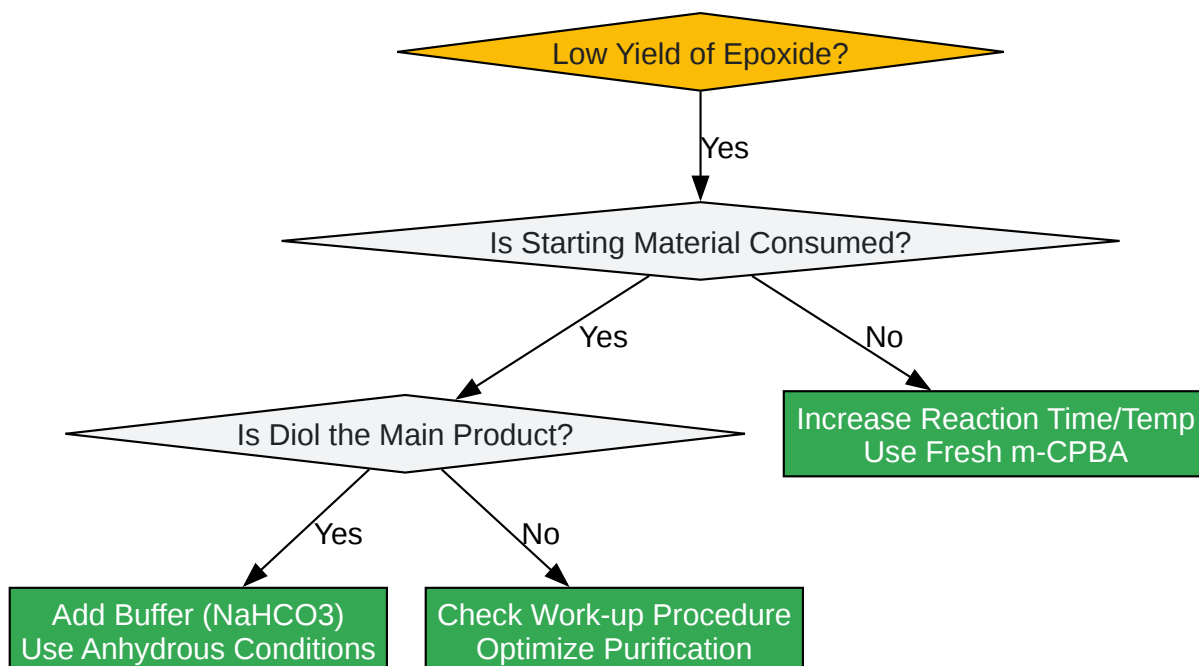 Low Yield of Epoxide?
Yes
Is Starting Material Consumed?
Yes
No
Is Diol the Main Product?
Increase Reaction Time/Temp
Use Fresh m-CPBA
Yes
No
Add Buffer (NaHCO3)
Use Anhydrous Conditions
Check Work-up Procedure
Optimize Purification